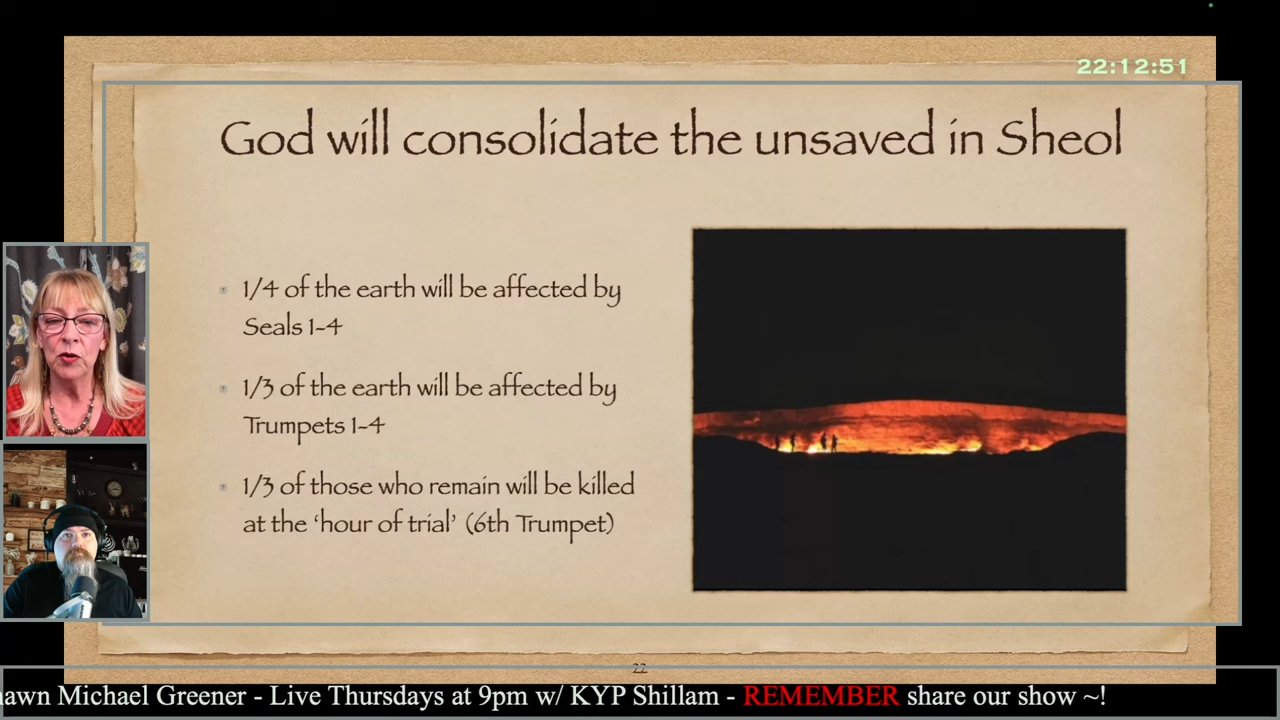 22:12:51
God will consolidate the unsaved in Sheol
1/4 of the earth will be affected by
Seals 1-4
1/3 of the earth will be affected by
Trumpets 1-4
1/3 of those who remain will be killed
at the ‘hour of trial’ (6th Trumpet)
22
Michael Greener - Live Thursdays at 9pm w/ KYP Shillam - REMEMBER share our show ~!